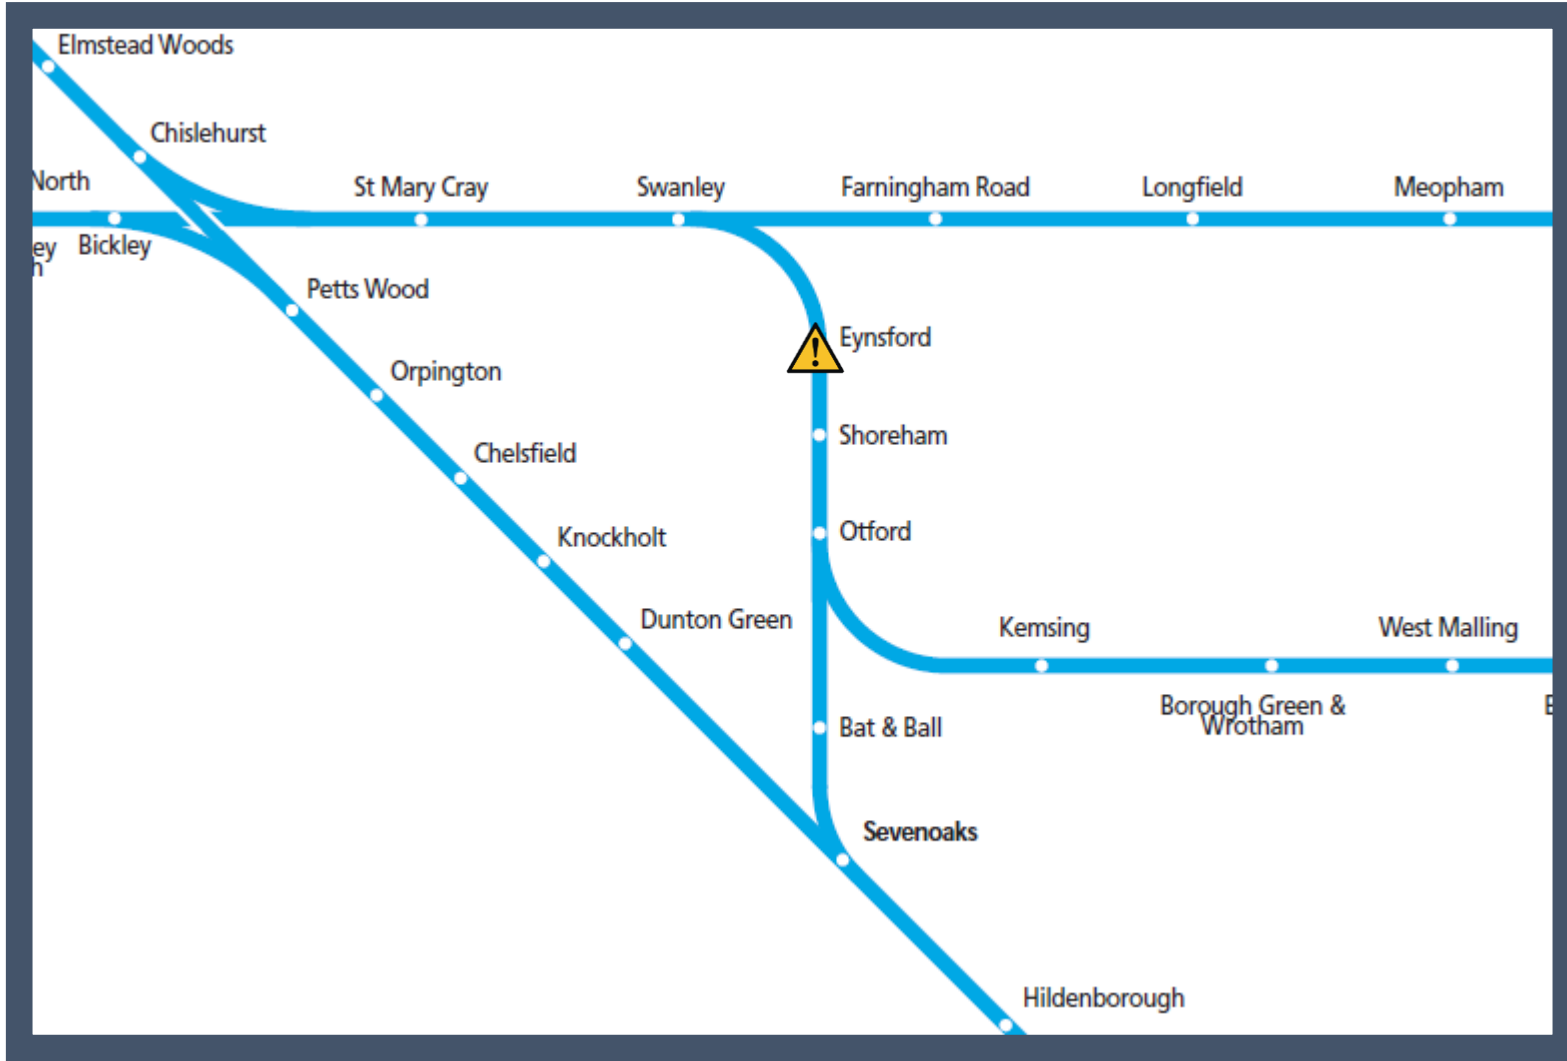 Elmstead Woods
Chislehurst
North
St Mary Cray
Swanley
Farningham Road
Longfield
Meopham
ey
h
Bickley
Petts Wood
Eynsford
!
Orpington
Shoreham
Chelsfield
Otford
Knockholt
Dunton Green
Kemsing
West Malling
Borough Green &
Wrotham
Bat & Ball
Sevenoaks
Hildenborough